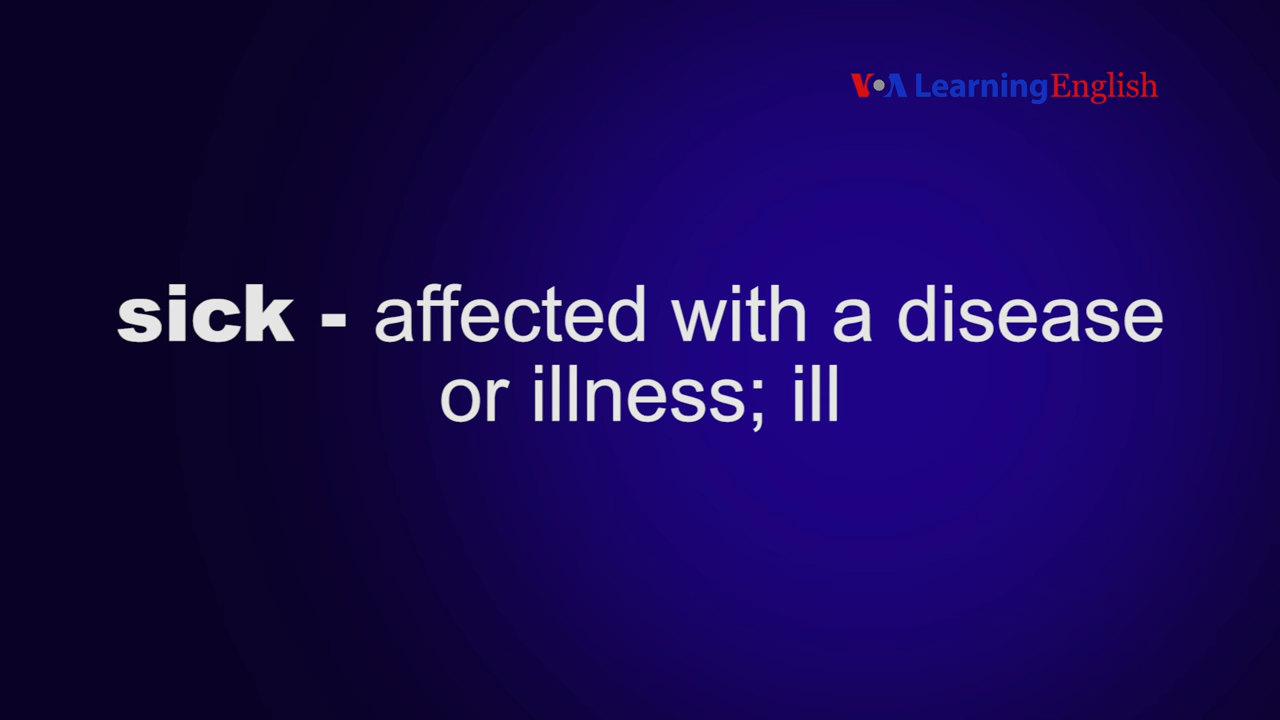 VOA Learning English
sick - affected with a disease
or illness; ill